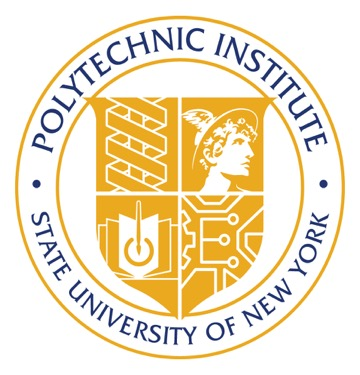 POLYTECHNIC INSTITUTE
STATE UNIVERSITY OF NEW YORK